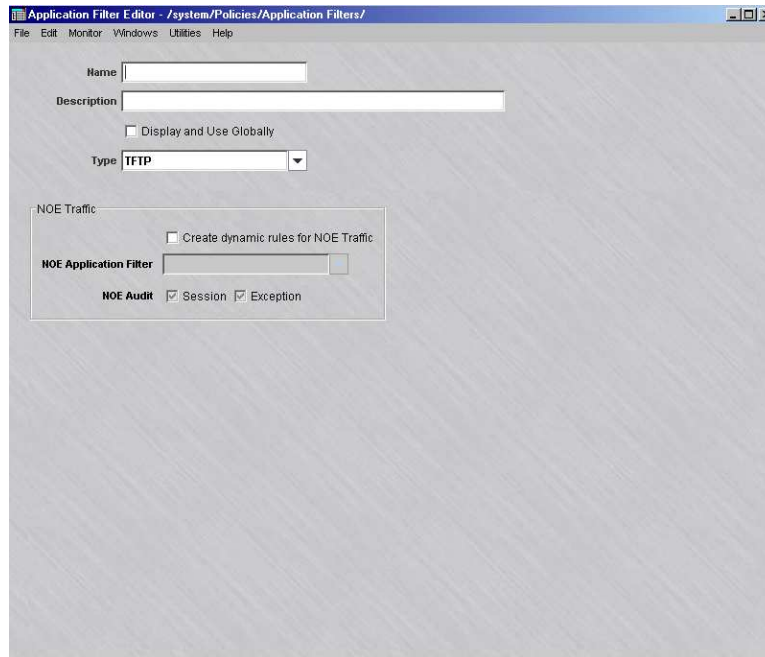 Application Filter Editor - /system/Policies/Application Filters/
File Edit Monitor Windows Utilities Help
Name
Description
Display and Use Globally
Type TFTP
NOE Traffic
Create dynamic rules for NOE Traffic
NOE Application Filter
NOE Audit Session Exception